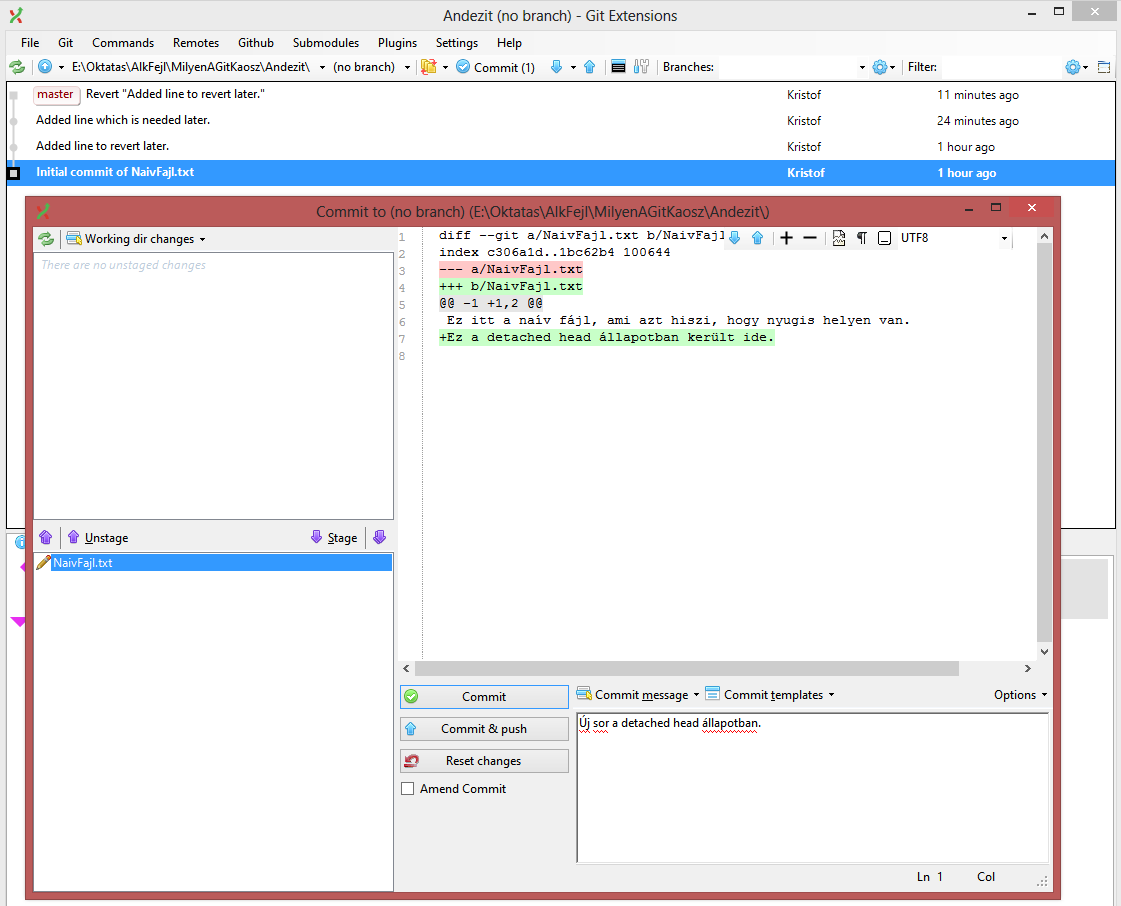 Andezit (no branch) - Git Extensions
File Git Commands Remotes Github Submodules Plugins Settings Help
E:\Oktatas\AlkFejl\MilyenAGitKaosz\Andezit\ (no branch) Commit (1) Branches: Filter:
master Revert "Added line to revert later." Kristof 11 minutes ago
Added line which is needed later. Kristof 24 minutes ago
Added line to revert later. Kristof 1 hour ago
Initial commit of NaivFajl.txt Kristof 1 hour ago
Commit to (no branch) (E:\Oktatas\AlkFejl\MilyenAGitKaosz\Andezit\)
Working dir changes
There are no unstaged changes
Unstage Stage
NaivFajl.txt
UTF8
1 diff --git a/NaivFajl.txt b/NaivFajl
2 index c306a1d..1bc62b4 100644
3 --- a/NaivFajl.txt
4 +++ b/NaivFajl.txt
5 @@ -1 +1,2 @@
6 Ez itt a naív fájl, ami azt hiszi, hogy nyugis helyen van.
7 +Ez a detached head állapotban került ide.
8
Commit
Commit & push
Reset changes
Amend Commit
Commit message Commit templates Options
Új sor a detached head állapotban.
Ln 1 Col